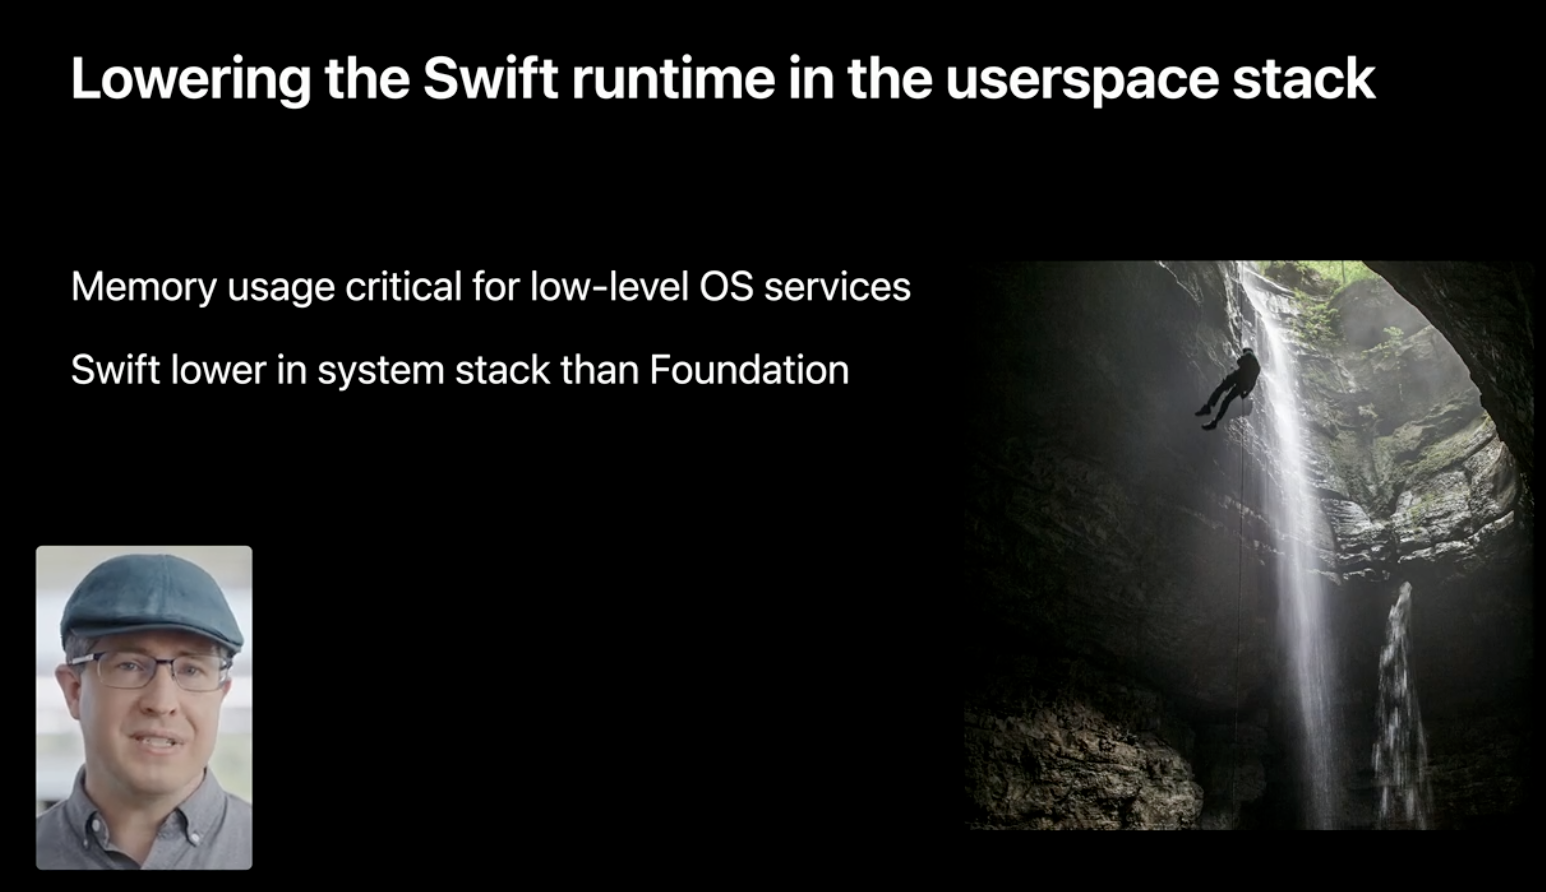 Lowering the Swift runtime in the userspace stack
Memory usage critical for low-level OS services
Swift lower in system stack than Foundation